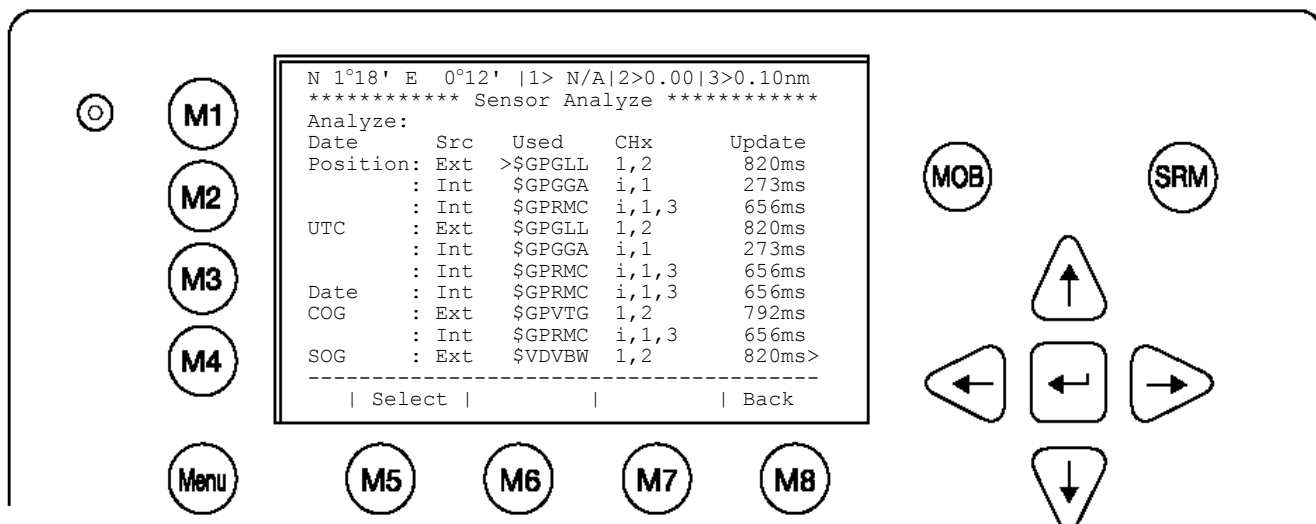 N 1°18' E  0°12' |1> N/A|2>0.00|3>0.10nm
************ Sensor Analyze ************
Analyze:
Date Src Used CHx Update
Position: Ext >$GPGLL 1,2 820ms
: Int $GPGGA i,1 273ms
: Int $GPRMC i,1,3 656ms
UTC : Ext $GPGLL 1,2 820ms
: Int $GPGGA i,1 273ms
: Int $GPRMC i,1,3 656ms
Date : Int $GPRMC i,1,3 656ms
COG : Ext $GPVTG 1,2 792ms
: Int $GPRMC i,1,3 656ms
SOG : Ext $VDVBW 1,2 820ms>
----------------------------------------
| Select | | | Back
M1
M2
M3
M4
Menu
M5
M6
M7
M8
MOB
SRM